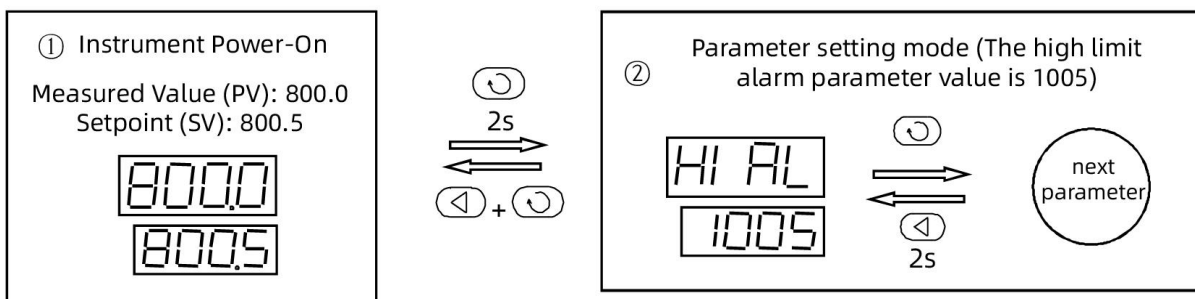 ① Instrument Power-On
Measured Value (PV): 800.0
Setpoint (SV): 800.5
800.0
800.5
2s
+
② Parameter setting mode (The high limit
alarm parameter value is 1005)
HI AL
1005
2s
next
parameter